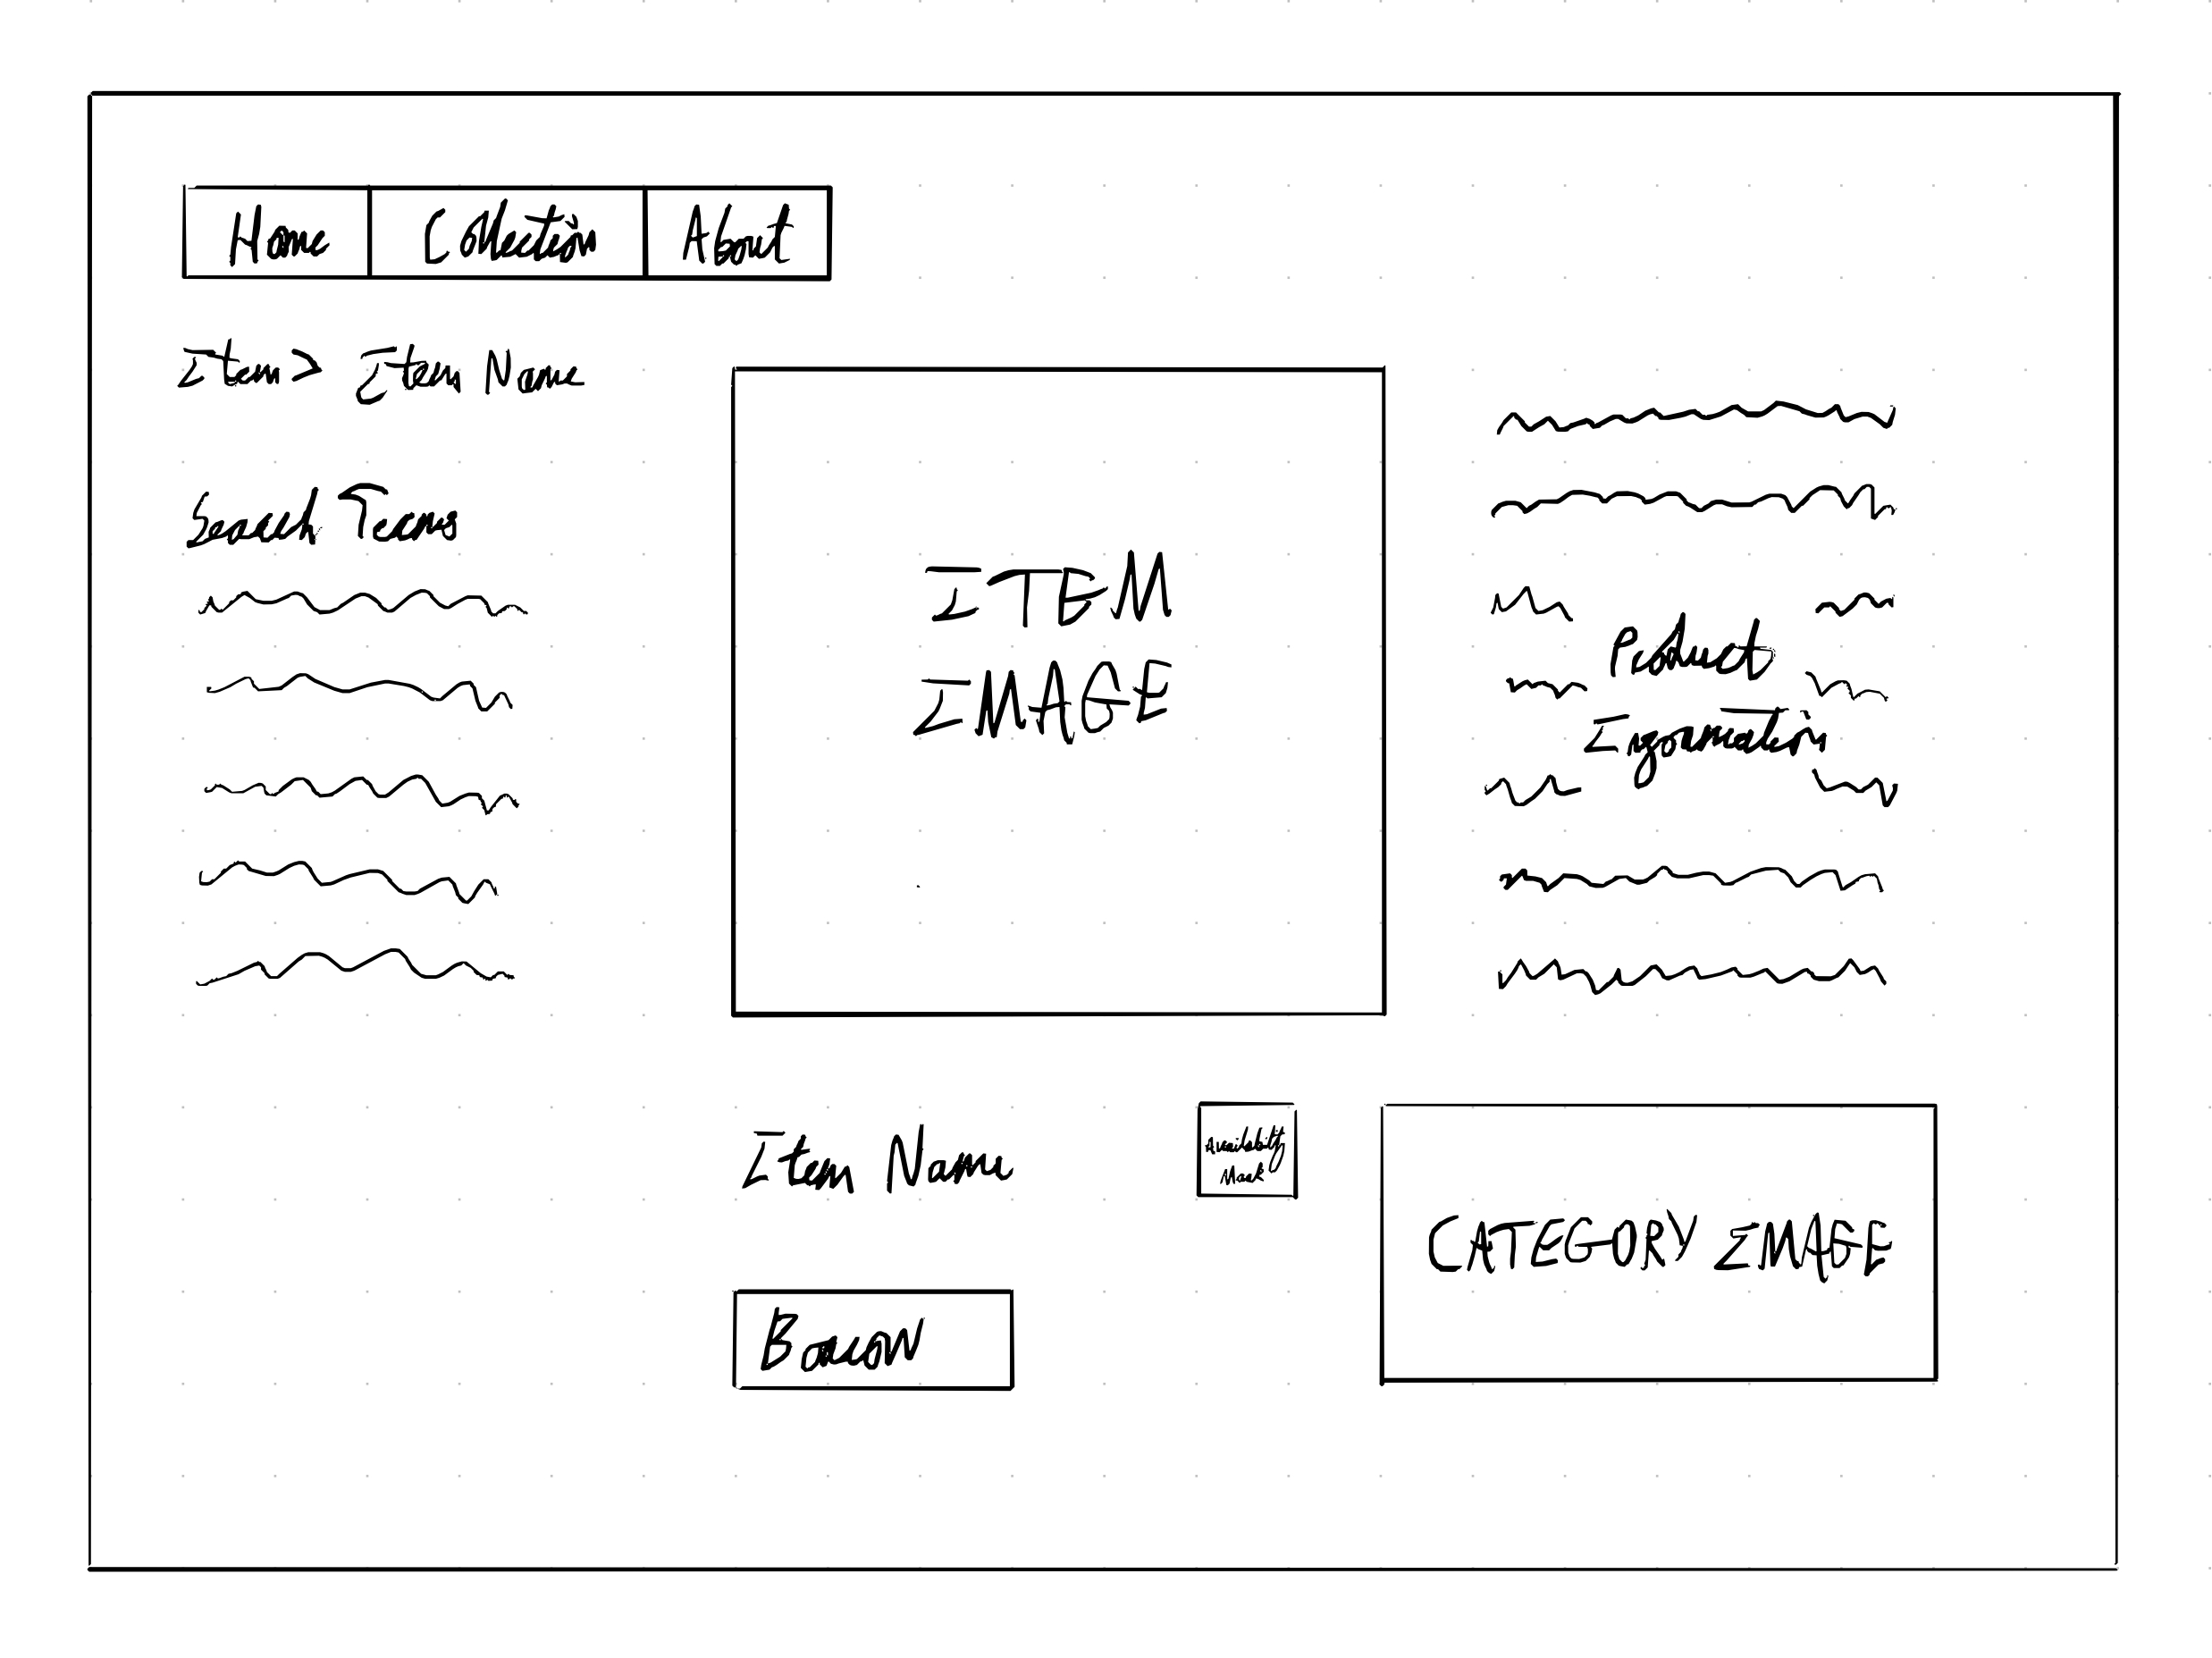 Home Collection About
Item > Item Name
Search Terms
ITEM
IMAGE
Product
Information
Item Name
Availability
Mark
CATEGORY IMAGE
Borrow